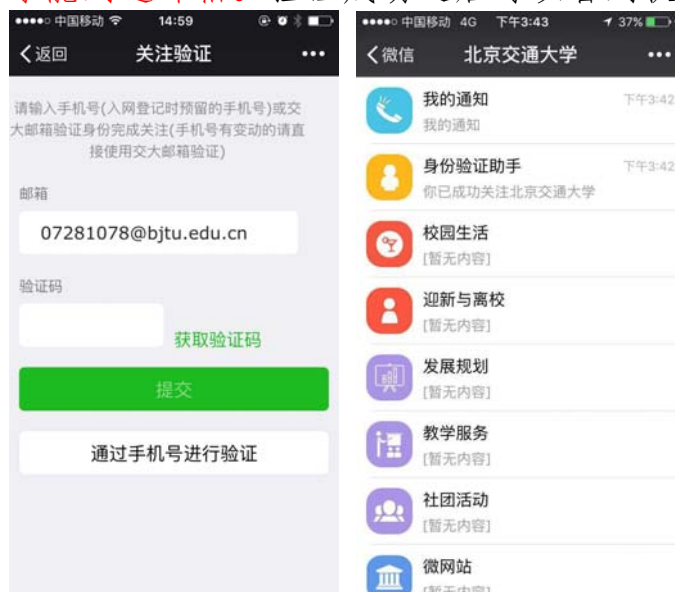 中国移动 14:59
返回 关注验证
请输入手机号(入网登记时预留的手机号)或交
大邮箱验证身份完成关注(手机号有变动的请直
接使用交大邮箱验证)
邮箱
07281078@bjtu.edu.cn
验证码
获取验证码
提交
通过手机号进行验证
中国移动 4G 下午3:43 37%
微信 北京交通大学
我的通知 下午3:42
我的通知
身份验证助手 下午3:42
你已成功关注北京交通大学
校园生活
[暂无内容]
迎新与离校
[暂无内容]
发展规划
[暂无内容]
教学服务
[暂无内容]
社团活动
[暂无内容]
微网站
[暂无内容]